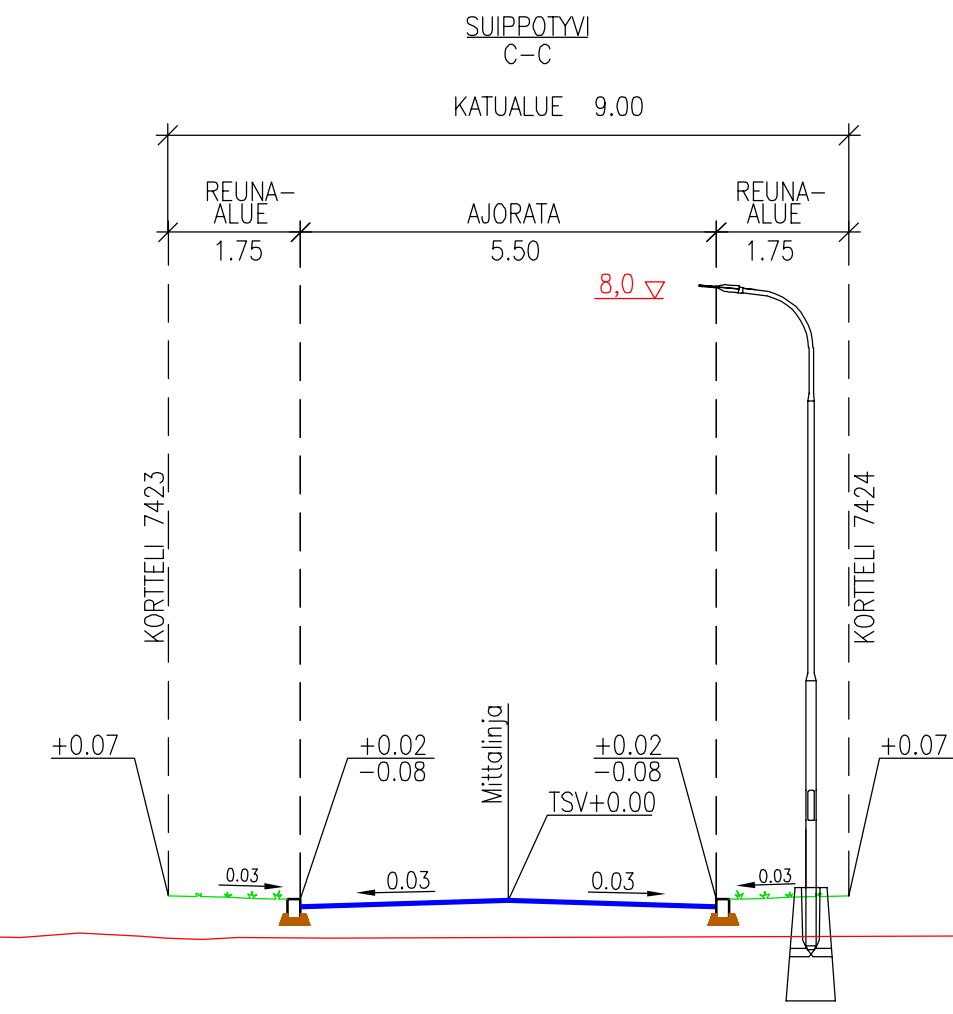 SUIPPOTYVI
C-C
KATUALUE 9.00
REUNA-
ALUE
1.75
AJORATA
5.50
REUNA-
ALUE
1.75
8,0
KORTTELI 7423
KORTTELI 7424
+0.07
+0.02
-0.08
Mittalinja
+0.02
-0.08
+0.07
TSV+0.00
0.03
0.03
0.03
0.03